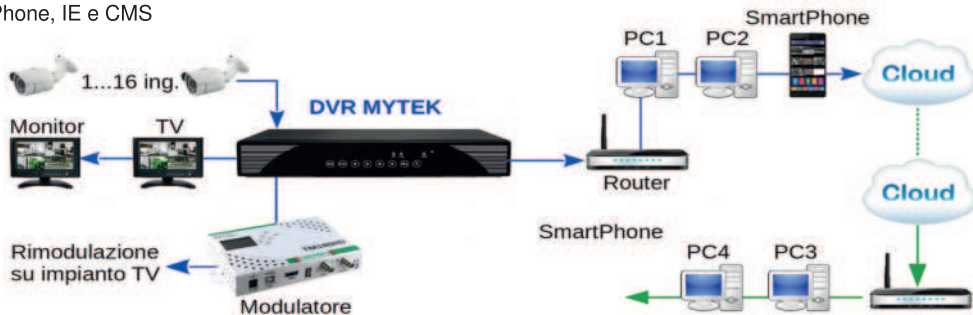 Phone, IE e CMS
SmartPhone
PC1
PC2
1...16 ing.
Cloud
DVR MYTEK
Monitor
TV
Router
Cloud
SmartPhone
Rimodulazione
su impianto TV
PC4
PC3
Modulatore